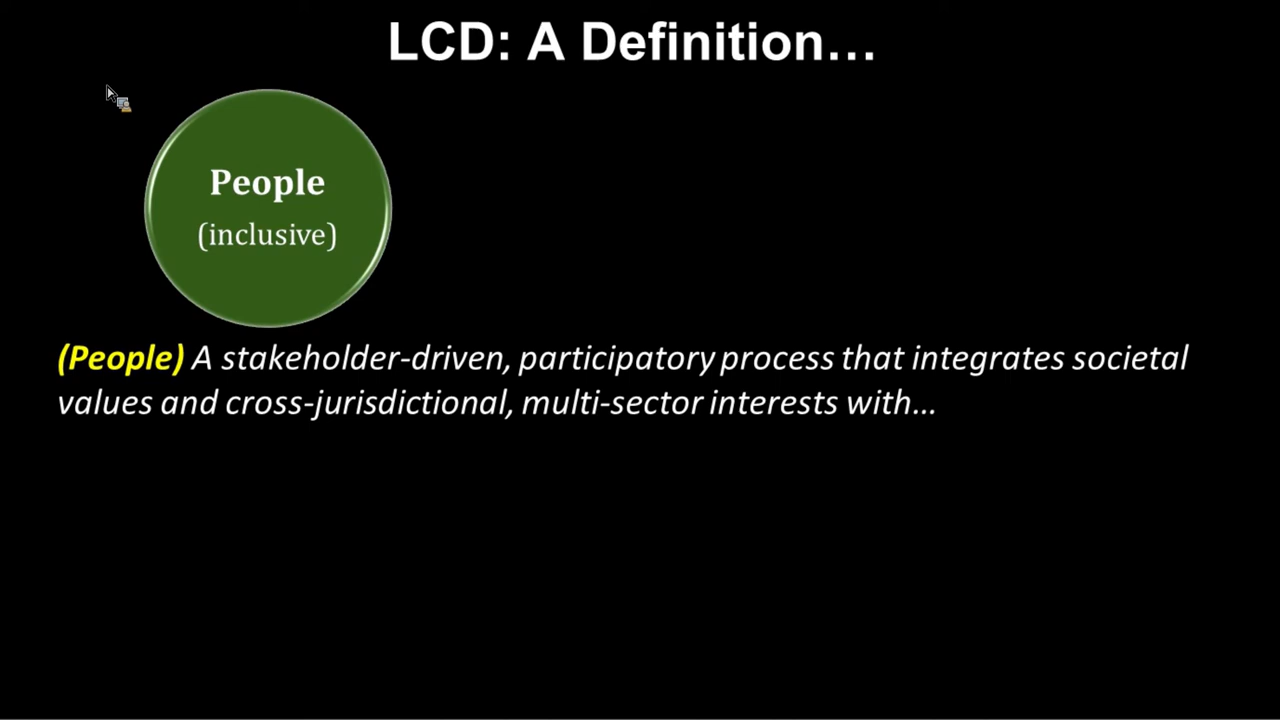 LCD: A Definition…
People
(inclusive)
(People) A stakeholder-driven, participatory process that integrates societal
values and cross-jurisdictional, multi-sector interests with…